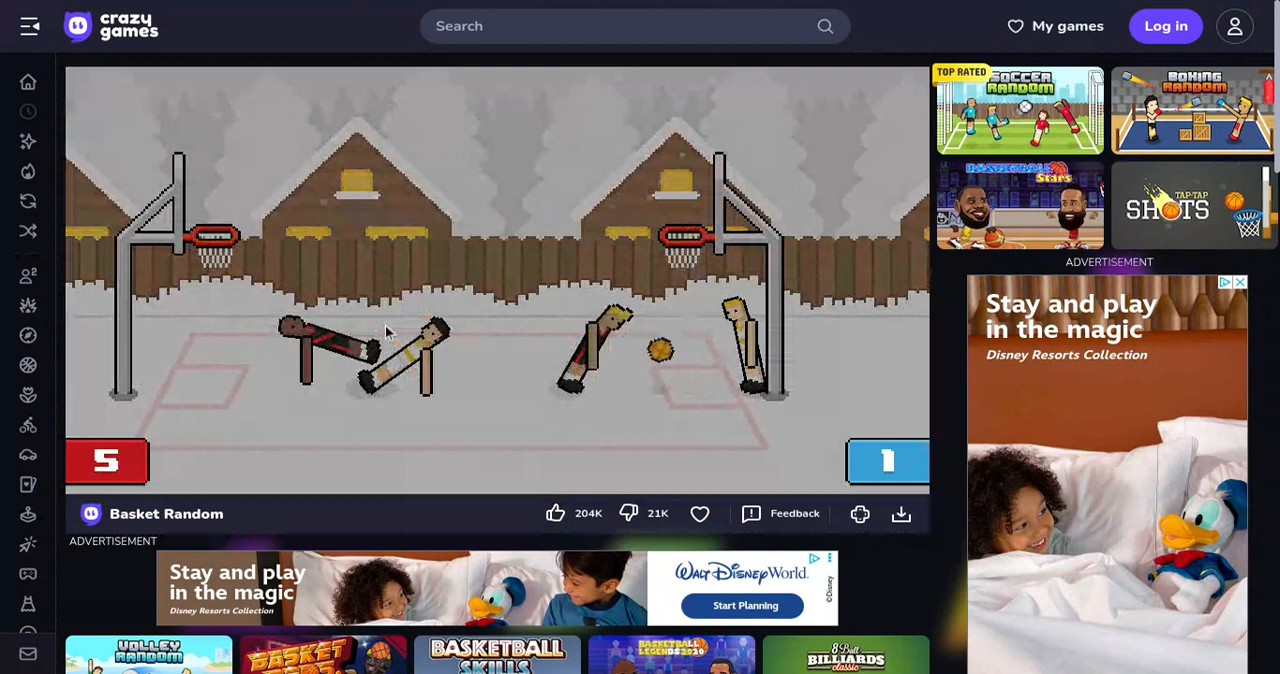 crazy
games
Search
My games
Log in
TOP RATED
SOCCER
RANDOM
BOXING
RANDOM
BASKETBALL
Stars
TAP-TAP
SHOTS
ADVERTISEMENT
Stay and play
in the magic
Disney Resorts Collection
5
1
Basket Random
204K
21K
Feedback
ADVERTISEMENT
Stay and play
in the magic
Disney Resorts Collection
WALT DISNEY WORLD.
Start Planning
©Disney
VOLLEY
RANDOM
BASKET
BASKETBALL
SKILLS
BASKETBALL
LEGENDS 2020
8 Ball
BILLIARDS
classic